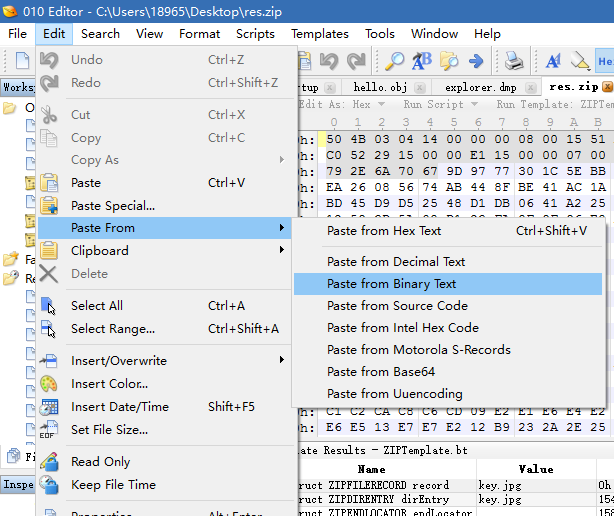 010 Editor - C:\Users\18965\Desktop\res.zip
File Edit Search View Format Scripts Templates Tools Window Help
Undo Ctrl+Z
Redo Ctrl+Shift+Z
Cut Ctrl+X
Copy Ctrl+C
Copy As
Paste Ctrl+V
Paste Special...
Paste From
Clipboard
Delete
Select All Ctrl+A
Select Range... Ctrl+Shift+A
Insert/Overwrite
Insert Color...
Insert Date/Time Shift+F5
Set File Size...
EOF
Read Only
Keep File Time
Paste from Hex Text Ctrl+Shift+V
Paste from Decimal Text
Paste from Binary Text
Paste from Source Code
Paste from Intel Hex Code
Paste from Motorola S-Records
Paste from Base64
Paste from Uuencoding
Works
tup hello.obj explorer.dmp res.zip
Edit As: Hex Run Script Run Template: ZIPTemp
0 1 2 3 4 5 6 7 8 9 A B C D
0h: 50 4B 03 04 14 00 00 00 08 00 15 51
0h: C0 52 29 15 00 00 E1 15 00 00 07 00
0h: 79 2E 6A 70 67 9D 97 77 30 1C 5E BB
0h: EA 26 08 56 74 AB 44 8F BE 41 AC 1A
0h: BD 45 D9 D5 25 48 D1 DB 06 41 A2 25
C1 C2 CA C8 C6 CD 09 E2 E1 E6 E4 E2
E6 E5 13 E7 E7 E2 12 B9 23 2A 2E 25
late Results - ZIPTemplate.bt
Name Value
ruct ZIPFILERECORD record key.jpg 0h
ruct ZIPDIRENTRY dirEntry key.jpg 154
ruct ZIPENDLOCATOR endLocator
Inspe